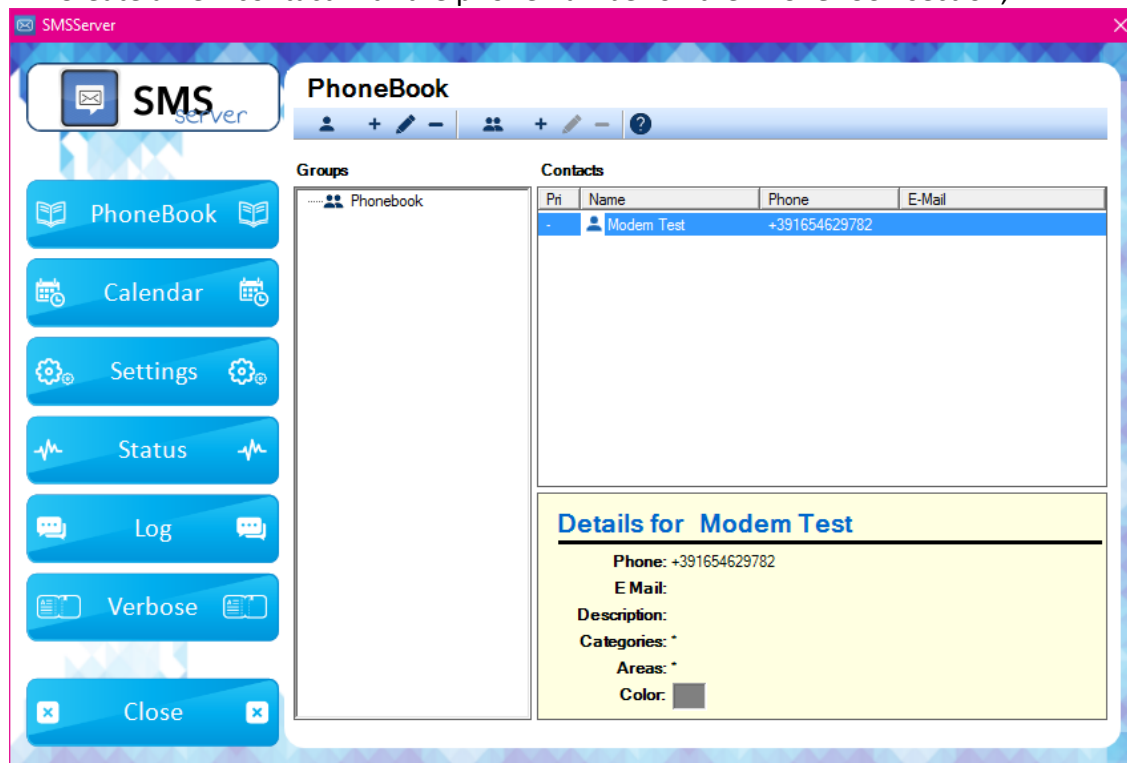 SMSServer
SMS
server
PhoneBook
Calendar
Settings
Status
Log
Verbose
Close
PhoneBook
Groups
Phonebook
Contacts
Pri Name Phone E-Mail
- Modem Test +391654629782
Details for Modem Test
Phone: +391654629782
E Mail:
Description:
Categories: *
Areas: *
Color: